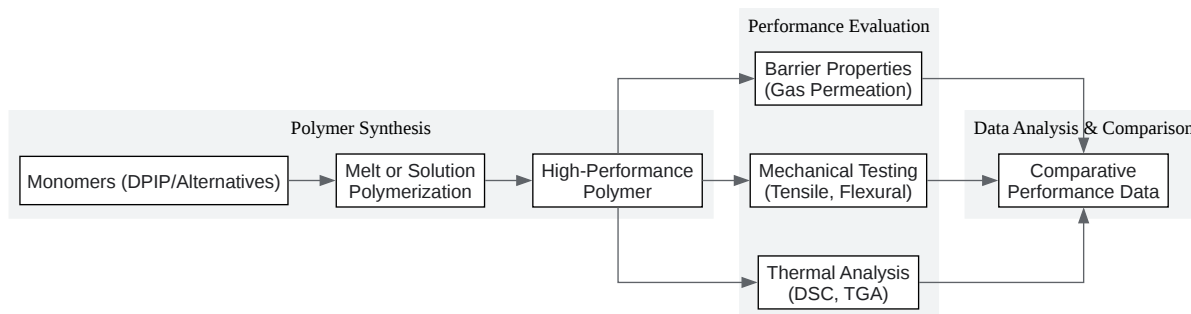 Polymer Synthesis
Monomers (DPIP/Alternatives)
Melt or Solution
Polymerization
High-Performance
Polymer
Performance Evaluation
Barrier Properties
(Gas Permeation)
Mechanical Testing
(Tensile, Flexural)
Thermal Analysis
(DSC, TGA)
Data Analysis & Comparison
Comparative
Performance Data